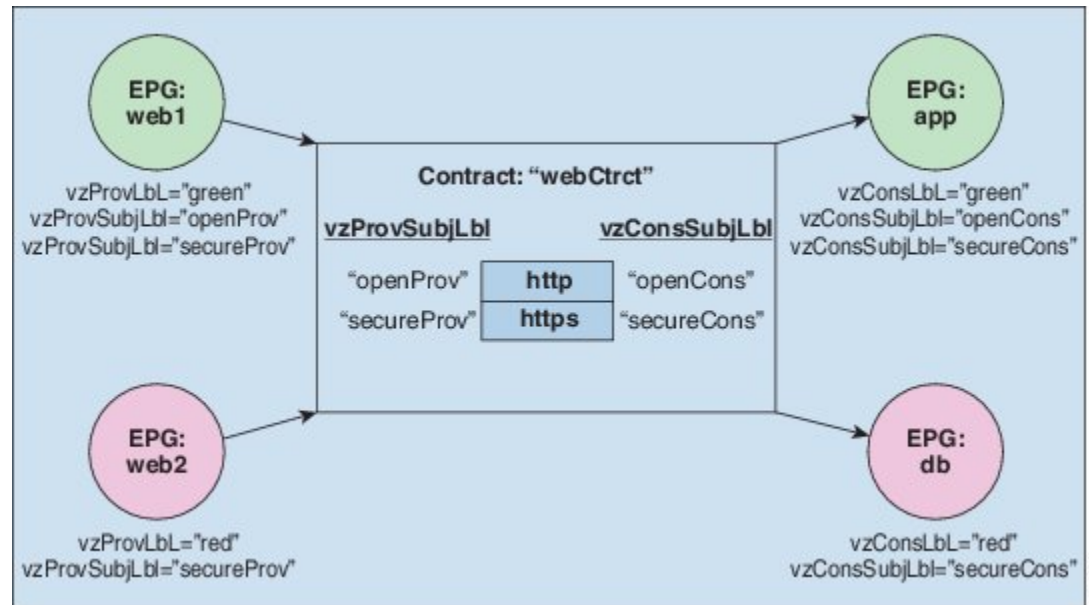 EPG:
web1
vzProvLbL="green"
vzProvSubjLbl="openProv"
vzProvSubjLbl="secureProv"
EPG:
app
vzConsLbL="green"
vzConsSubjLbl="openCons"
vzConsSubjLbl="secureCons"
Contract: “webCtrct”
vzProvSubjLbl vzConsSubjLbl
“openProv” http “openCons”
“secureProv” https “secureCons”
EPG:
web2
vzProvLbL="red"
vzProvSubjLbl="secureProv"
EPG:
db
vzConsLbL="red"
vzConsSubjLbl="secureCons"